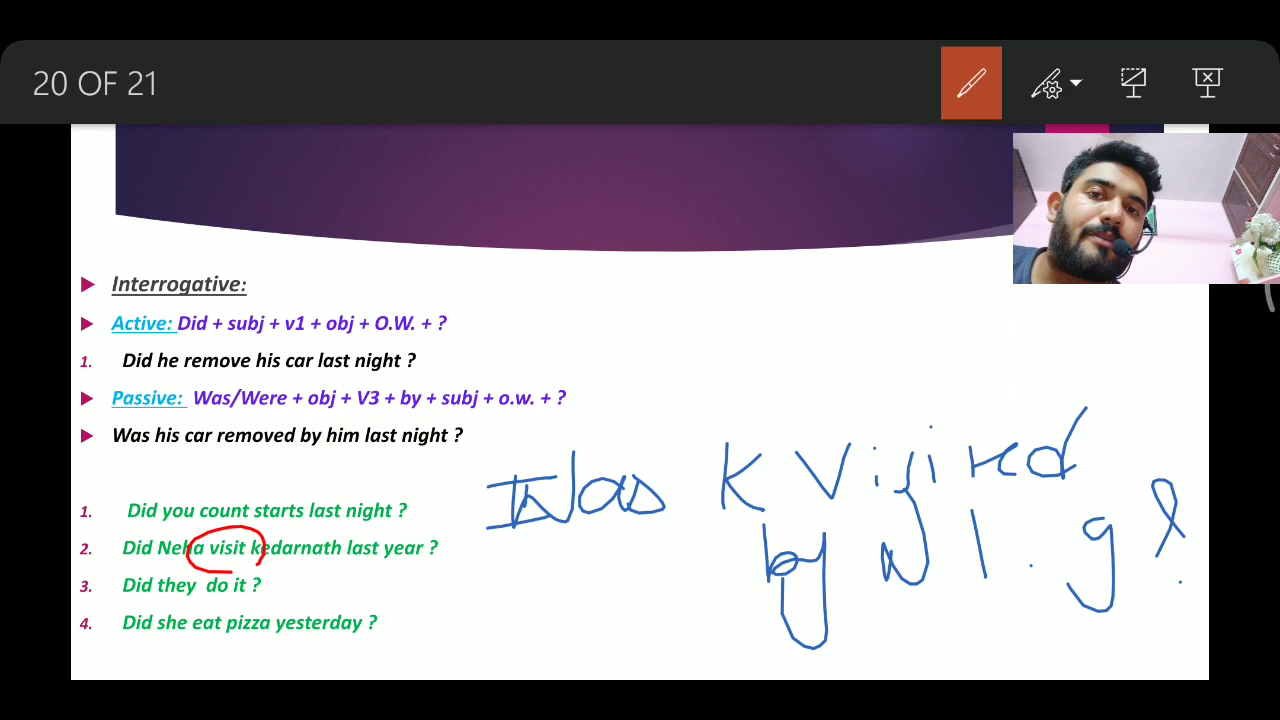 20 OF 21
Interrogative:
Active: Did + subj + v1 + obj + O.W. + ?
1. Did he remove his car last night ?
Passive: Was/Were + obj + V3 + by + subj + o.w. + ?
Was his car removed by him last night ?
1. Did you count starts last night ?
2. Did Neha visit kedarnath last year ?
3. Did they do it ?
4. Did she eat pizza yesterday ?
Was K Visited
by N l . y ?